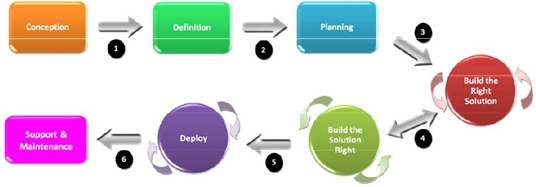 Conception
1
Definition
2
Planning
3
Build the
Right
Solution
4
Build the
Solution
Right
5
Deploy
6
Support &
Maintenance